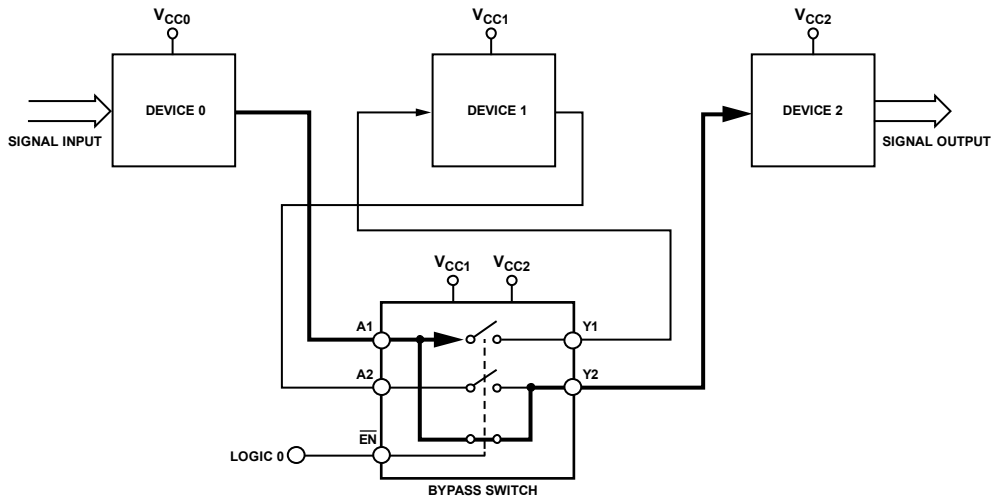 VCC0
VCC1
VCC2
DEVICE 0
DEVICE 1
DEVICE 2
SIGNAL INPUT
SIGNAL OUTPUT
VCC1
VCC2
A1
Y1
A2
Y2
EN
LOGIC 0
BYPASS SWITCH